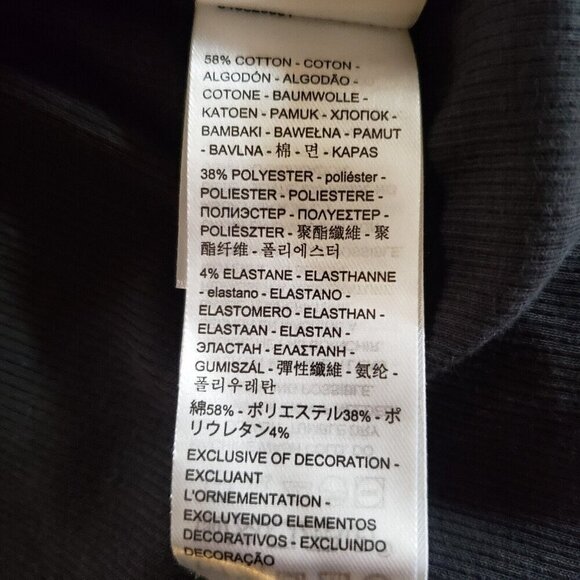 58% COTTON - COTON -
ALGODÓN - ALGODÃO -
COTONE - BAUMWOLLE -
KATOEN - PAMUK - ХЛОПОК -
BAMBAKI - BAWEŁNA - PAMUT
- BAVLNA - 棉 - 면 - KAPAS
38% POLYESTER - poliéster -
POLIESTER - POLIESTERE -
ПОЛИЭСТЕР - ΠΟΛΥΕΣΤΕΡ -
POLIÉSZTER - 聚酯纖維 - 聚
酯纤维 - 폴리에스터
4% ELASTANE - ELASTHANNE
- elastano - ELASTANO -
ELASTOMERO - ELASTHAN -
ELASTAAN - ELASTAN -
ЭЛАСТАН - ΕΛΑΣΤΑΝΗ -
GUMISZÁL - 彈性纖維 - 氨纶 -
폴리우레탄
綿58% - ポリエステル38% - ポ
リウレタン4%
EXCLUSIVE OF DECORATION -
EXCLUANT
L'ORNEMENTATION -
EXCLUYENDO ELEMENTOS
DECORATIVOS - EXCLUINDO
DECORAÇÃO